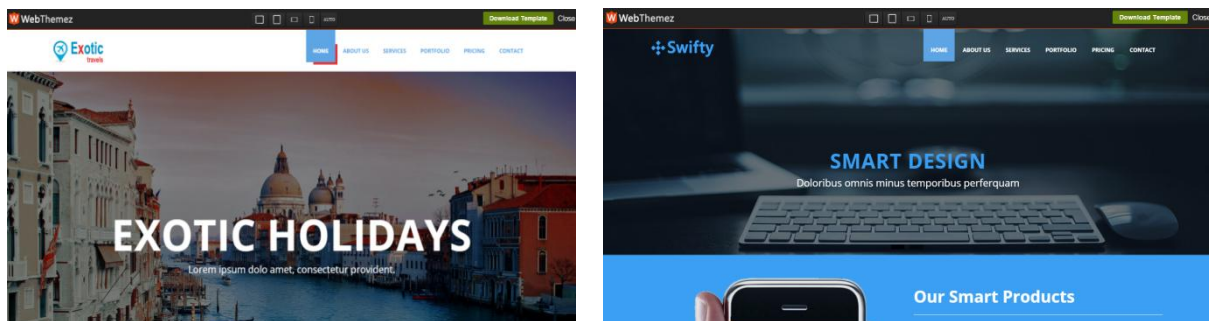 WebThemez AUTO Download Template Close
Exotic
travels
HOME ABOUT US SERVICES PORTFOLIO PRICING CONTACT
EXOTIC HOLIDAYS
Lorem ipsum dolo amet, consectetur provident.
WebThemez AUTO Download Template Close
Swifty
HOME ABOUT US SERVICES PORTFOLIO PRICING CONTACT
SMART DESIGN
Doloribus omnis minus temporibus perferquam
Our Smart Products